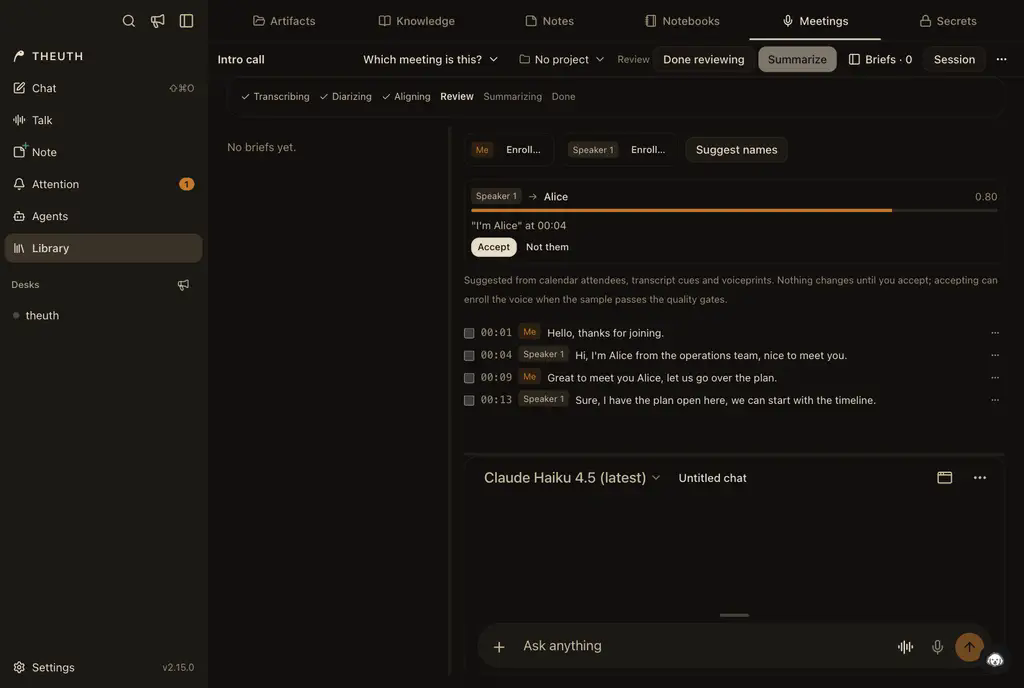 Artifacts
Knowledge
Notes
Notebooks
Meetings
Secrets
THEUTH
Chat
⇧⌘O
Talk
Note
Attention
1
Agents
Library
Desks
theuth
Settings
v2.15.0
Intro call
Which meeting is this?
No project
Review
Done reviewing
Summarize
Briefs · 0
Session
Transcribing
Diarizing
Aligning
Review
Summarizing
Done
No briefs yet.
Me
Enroll...
Speaker 1
Enroll...
Suggest names
Speaker 1 → Alice
0.80
"I'm Alice" at 00:04
Accept
Not them
Suggested from calendar attendees, transcript cues and voiceprints. Nothing changes until you accept; accepting can
enroll the voice when the sample passes the quality gates.
00:01 Me Hello, thanks for joining.
00:04 Speaker 1 Hi, I'm Alice from the operations team, nice to meet you.
00:09 Me Great to meet you Alice, let us go over the plan.
00:13 Speaker 1 Sure, I have the plan open here, we can start with the timeline.
Claude Haiku 4.5 (latest)
Untitled chat
Ask anything